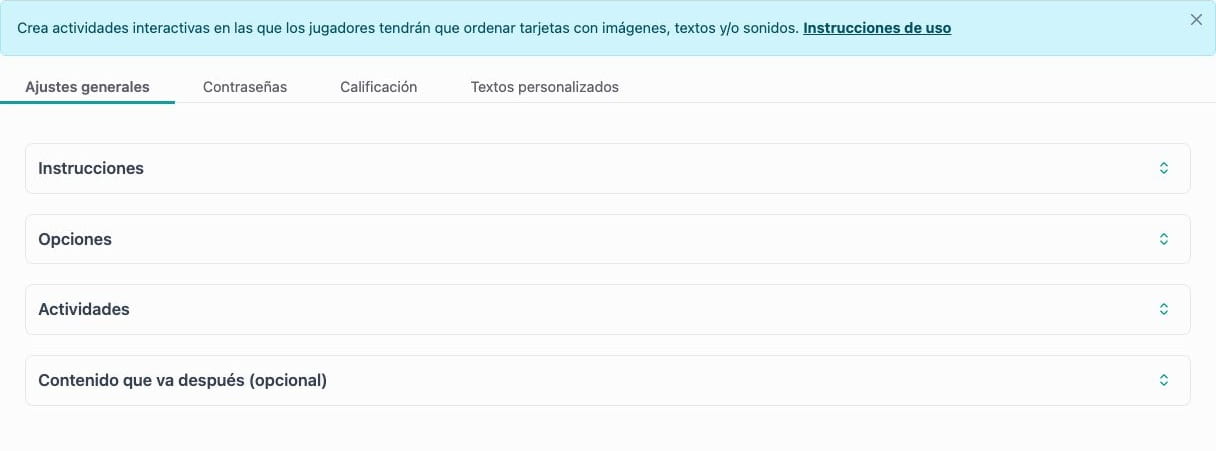 Crea actividades interactivas en las que los jugadores tendrán que ordenar tarjetas con imágenes, textos y/o sonidos. Instrucciones de uso
Ajustes generales Contraseñas Calificación Textos personalizados
Instrucciones
Opciones
Actividades
Contenido que va después (opcional)